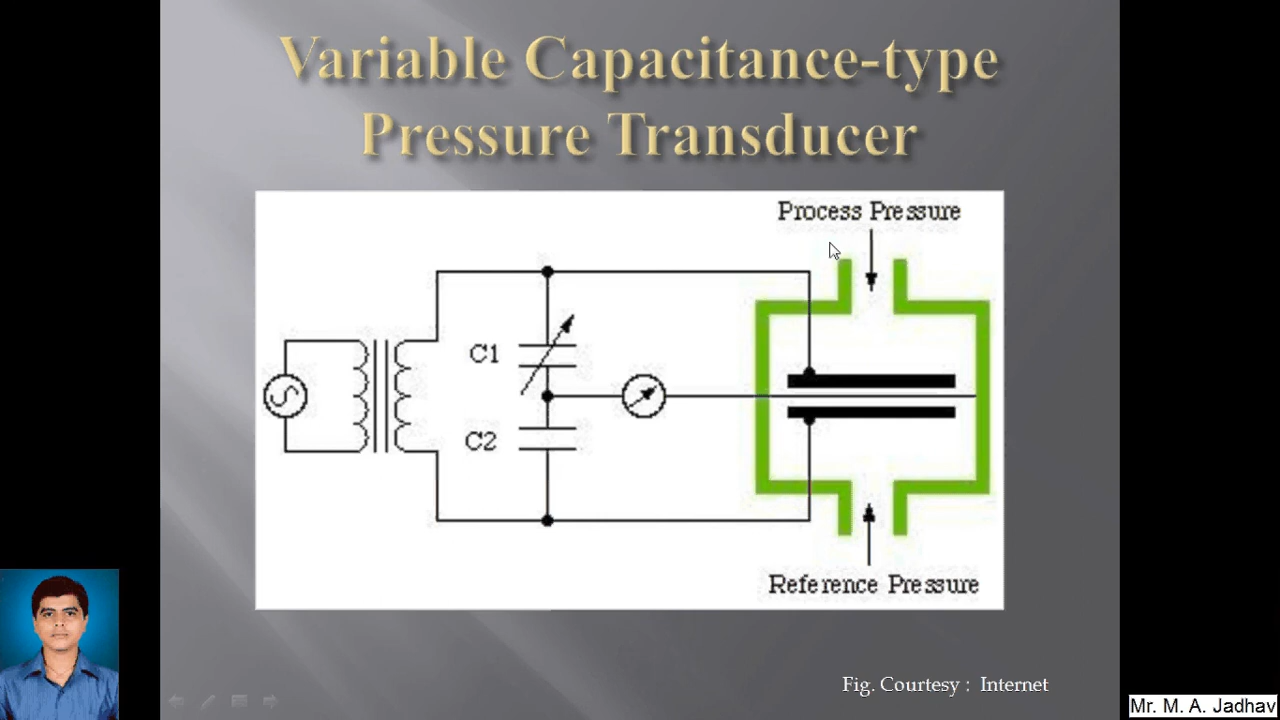 Variable Capacitance-type
Pressure Transducer
Process Pressure
C1
C2
Reference Pressure
Fig. Courtesy : Internet
Mr. M. A. Jadhav